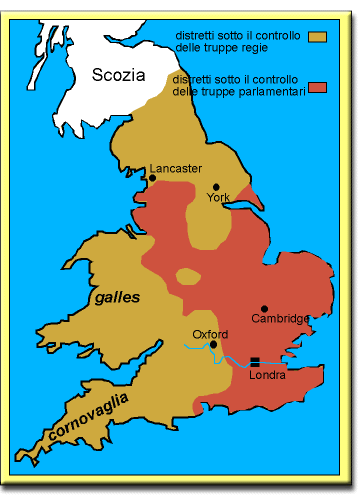 distretti sotto il controllo
delle truppe regie
Scozia
distretti sotto il controllo
delle truppe parlamentari
Lancaster
York
galles
Cambridge
Oxford
Londra
cornovaglia